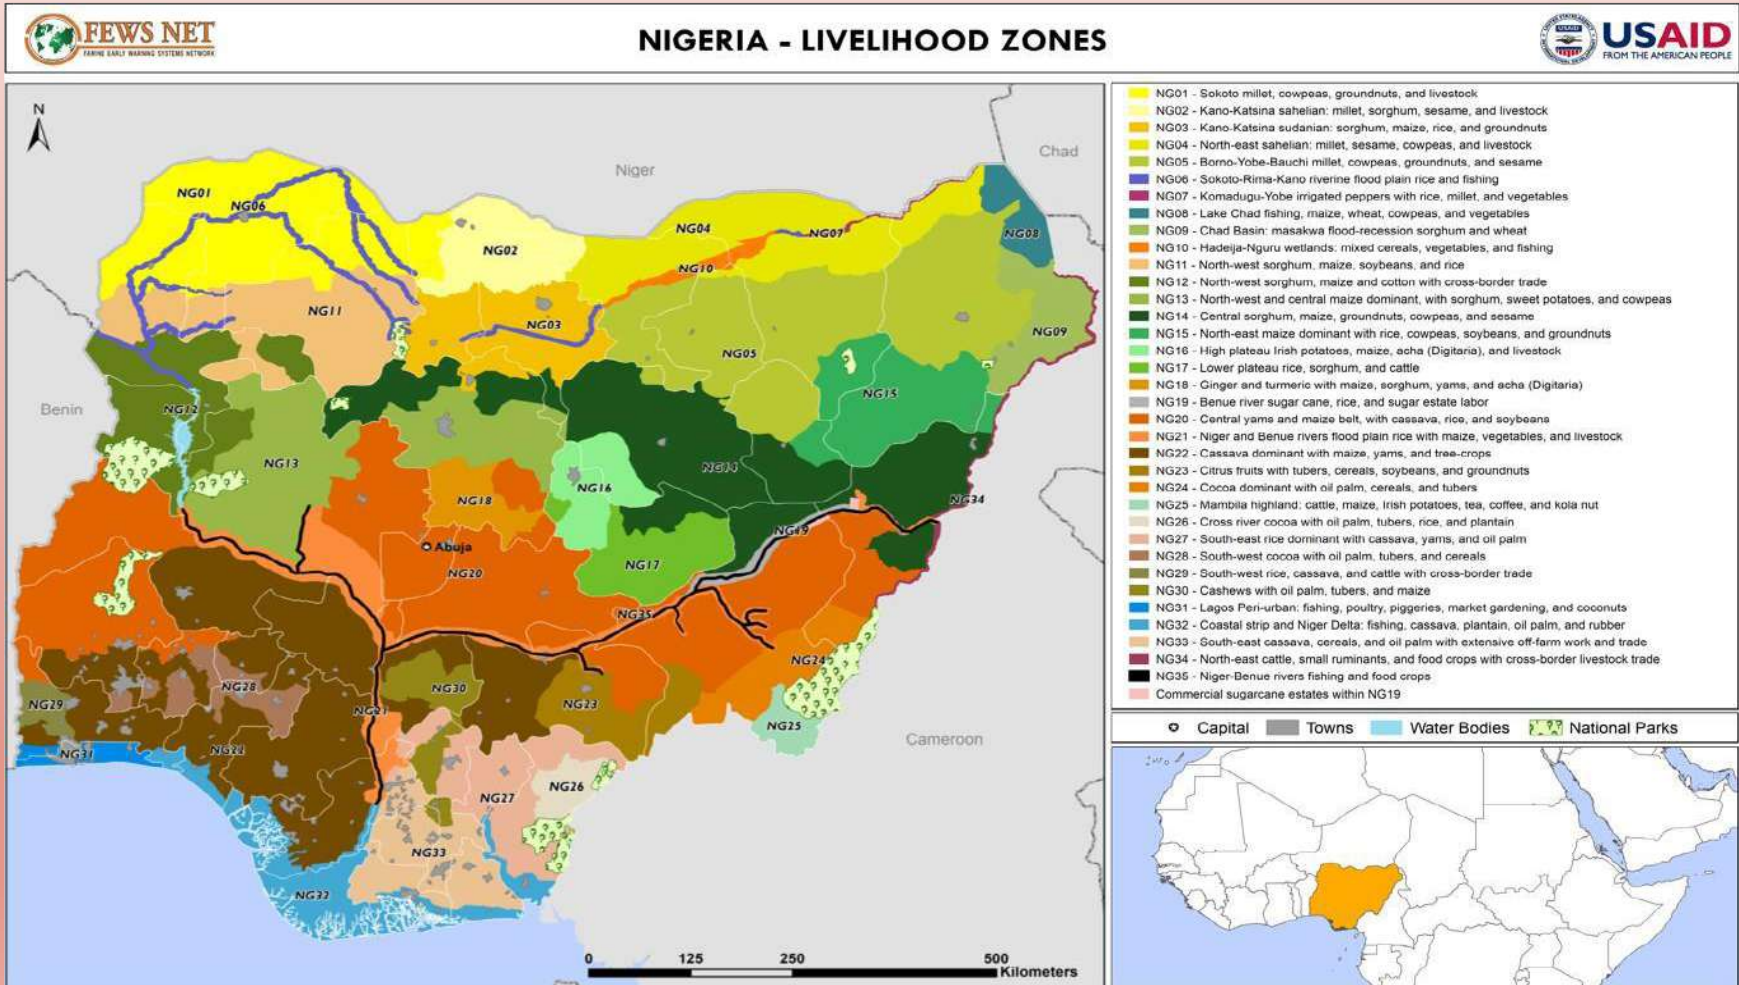 FEWS NET
FAMINE EARLY WARNING SYSTEMS NETWORK
NIGERIA - LIVELIHOOD ZONES
USAID
USAID
FROM THE AMERICAN PEOPLE
N
Niger
Chad
Benin
Cameroon
NG01
NG06
NG02
NG04
NG07
NG08
NG10
NG11
NG03
NG05
NG09
NG12
NG15
NG13
NG14
NG16
NG18
NG34
NG19
Abuja
NG20
NG17
NG35
NG24
NG28
NG30
NG29
NG21
NG23
NG25
NG31
NG22
NG26
NG27
NG33
NG32
0 125 250 500
Kilometers
NG01 - Sokoto millet, cowpeas, groundnuts, and livestock
NG02 - Kano-Katsina sahelian: millet, sorghum, sesame, and livestock
NG03 - Kano-Katsina sudanian: sorghum, maize, rice, and groundnuts
NG04 - North-east sahelian: millet, sesame, cowpeas, and livestock
NG05 - Borno-Yobe-Bauchi millet, cowpeas, groundnuts, and sesame
NG06 - Sokoto-Rima-Kano riverine flood plain rice and fishing
NG07 - Komadugu-Yobe irrigated peppers with rice, millet, and vegetables
NG08 - Lake Chad fishing, maize, wheat, cowpeas, and vegetables
NG09 - Chad Basin: masakwa flood-recession sorghum and wheat
NG10 - Hadeija-Nguru wetlands: mixed cereals, vegetables, and fishing
NG11 - North-west sorghum, maize, soybeans, and rice
NG12 - North-west sorghum, maize and cotton with cross-border trade
NG13 - North-west and central maize dominant, with sorghum, sweet potatoes, and cowpeas
NG14 - Central sorghum, maize, groundnuts, cowpeas, and sesame
NG15 - North-east maize dominant with rice, cowpeas, soybeans, and groundnuts
NG16 - High plateau Irish potatoes, maize, acha (Digitaria), and livestock
NG17 - Lower plateau rice, sorghum, and cattle
NG18 - Ginger and turmeric with maize, sorghum, yams, and acha (Digitaria)
NG19 - Benue river sugar cane, rice, and sugar estate labor
NG20 - Central yams and maize belt, with cassava, rice, and soybeans
NG21 - Niger and Benue rivers flood plain rice with maize, vegetables, and livestock
NG22 - Cassava dominant with maize, yams, and tree-crops
NG23 - Citrus fruits with tubers, cereals, soybeans, and groundnuts
NG24 - Cocoa dominant with oil palm, cereals, and tubers
NG25 - Mambila highland: cattle, maize, Irish potatoes, tea, coffee, and kola nut
NG26 - Cross river cocoa with oil palm, tubers, rice, and plantain
NG27 - South-east rice dominant with cassava, yams, and oil palm
NG28 - South-west cocoa with oil palm, tubers, and cereals
NG29 - South-west rice, cassava, and cattle with cross-border trade
NG30 - Cashews with oil palm, tubers, and maize
NG31 - Lagos Peri-urban: fishing, poultry, piggeries, market gardening, and coconuts
NG32 - Coastal strip and Niger Delta: fishing, cassava, plantain, oil palm, and rubber
NG33 - South-east cassava, cereals, and oil palm with extensive off-farm work and trade
NG34 - North-east cattle, small ruminants, and food crops with cross-border livestock trade
NG35 - Niger-Benue rivers fishing and food crops
Commercial sugarcane estates within NG19
Capital Towns Water Bodies National Parks